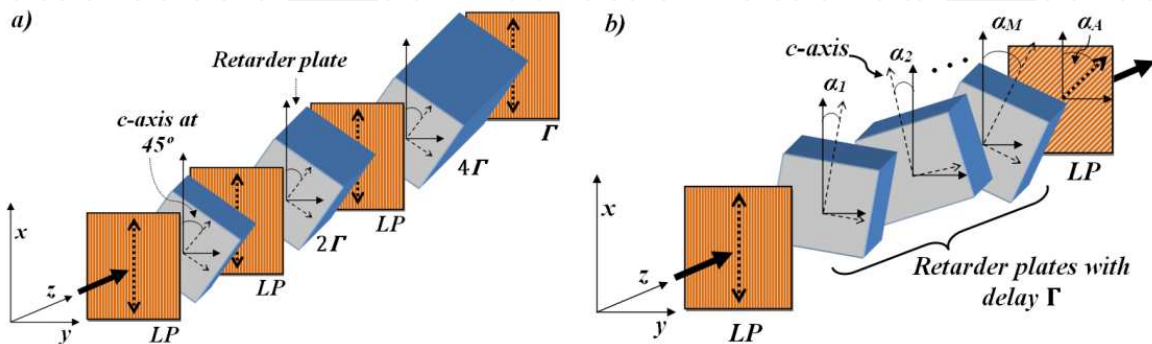 a)
Retarder plate
c-axis at
45º
Γ
4Γ
LP
2Γ
LP
LP
x
z
y
b)
α1
c-axis
α2
αM
αA
LP
Retarder plates with
delay Γ
LP
x
z
y